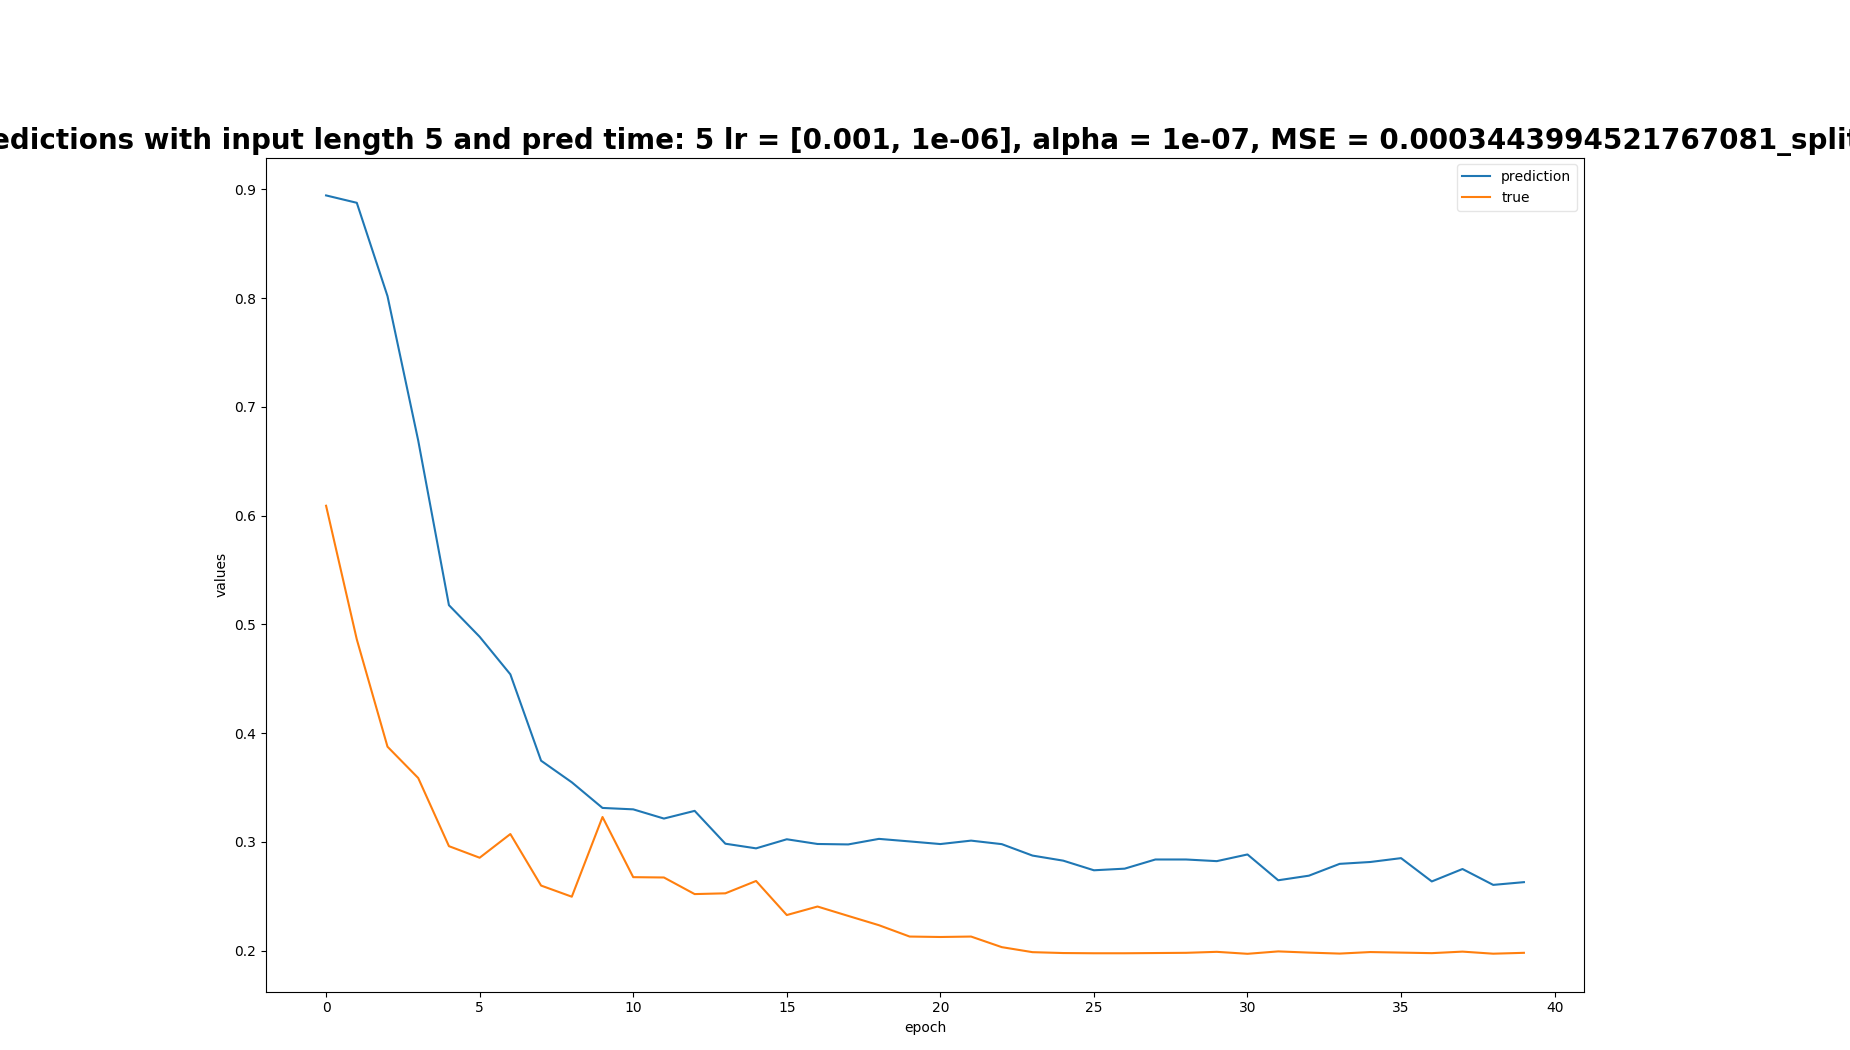 edictions with input length 5 and pred time: 5 lr = [0.001, 1e-06], alpha = 1e-07, MSE = 0.0003443994521767081_split
prediction
true
0.9
0.8
0.7
0.6
0.5
0.4
0.3
0.2
values
0 5 10 15 20 25 30 35 40
epoch